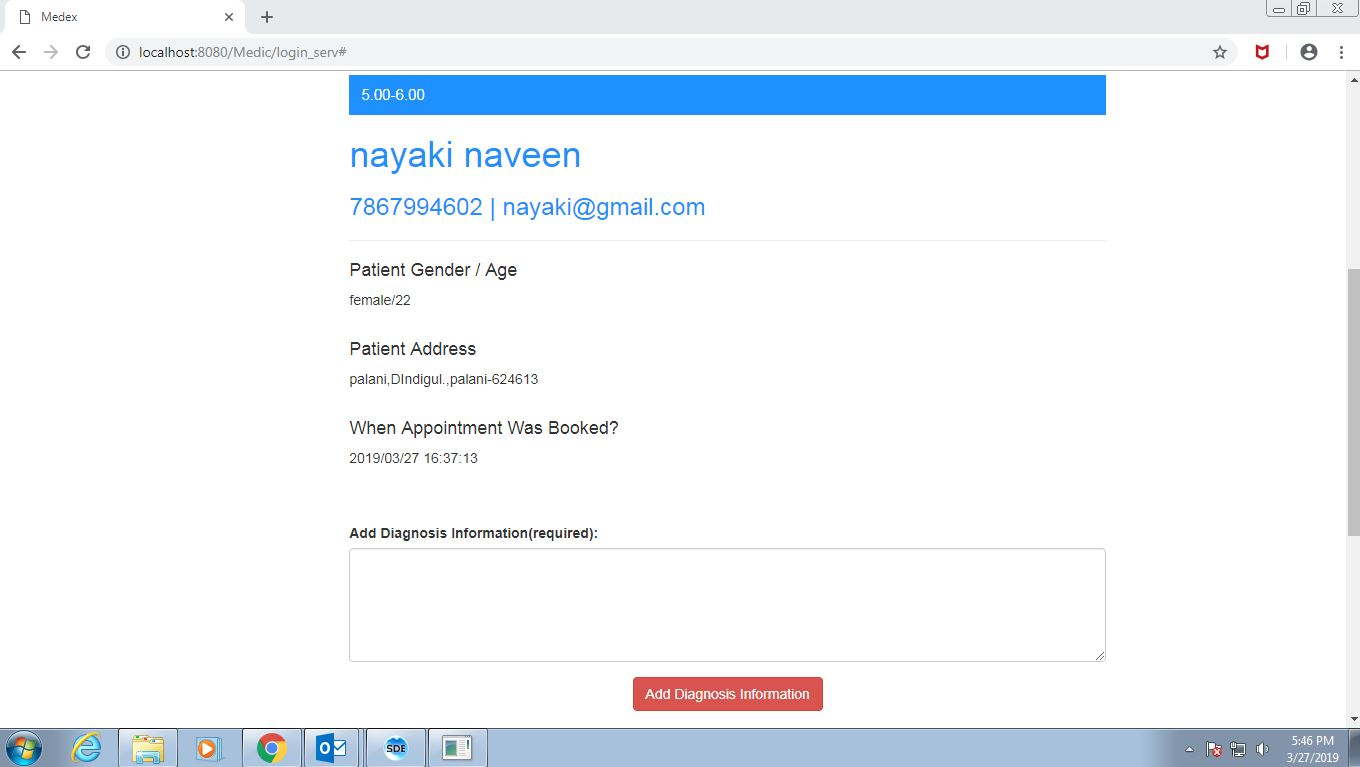 Medex
localhost:8080/Medic/login_serv#
5.00-6.00
nayaki naveen
7867994602 | nayaki@gmail.com
Patient Gender / Age
female/22
Patient Address
palani,DIndigul.,palani-624613
When Appointment Was Booked?
2019/03/27 16:37:13
Add Diagnosis Information(required):
Add Diagnosis Information
SDE
5:46 PM
3/27/2019